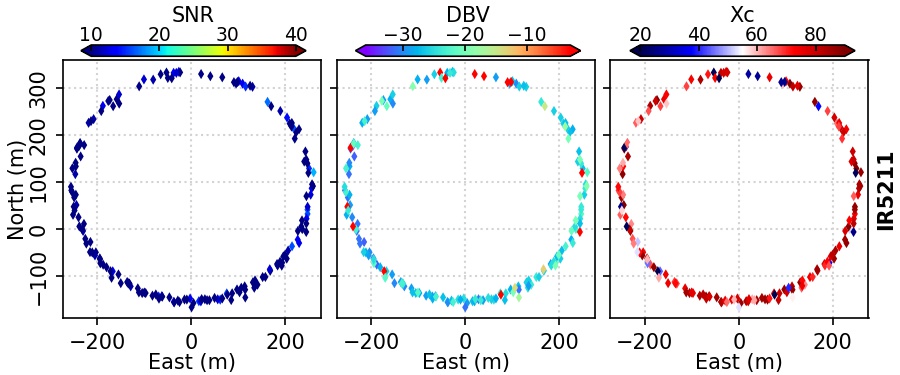 SNR DBV Xc
10 20 30 40 −30 −20 −10 20 40 60 80
300
200
100
0
−100
North (m)
IR5211
−200 0 200 −200 0 200 −200 0 200
East (m) East (m) East (m)